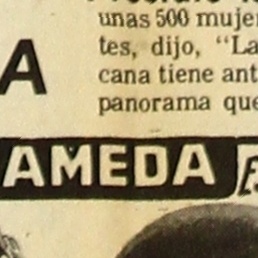 unas 500 mujer
tes, dijo, "La
cana tiene ant
panorama que
A
AMEDA